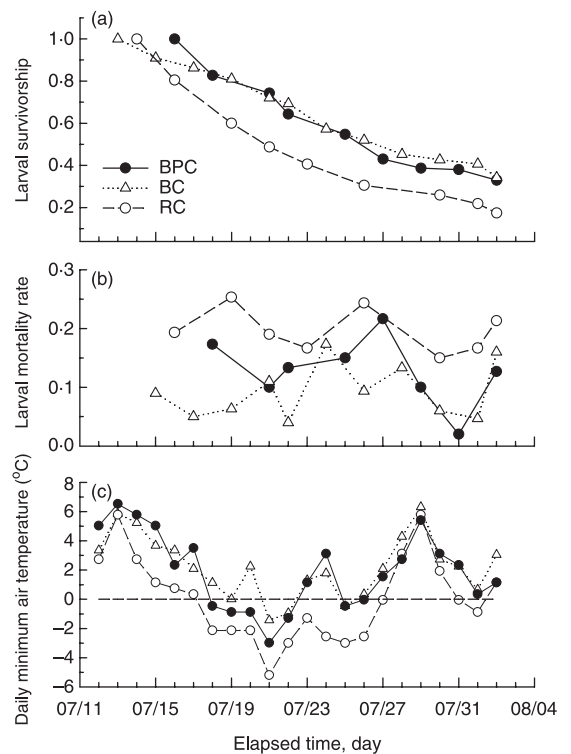 (a)
1·0
0·8
0·6
0·4
0·2
Larval survivorship
BPC
BC
RC
(b)
0·3
0·2
0·1
0·0
Larval mortality rate
(c)
8
6
4
2
0
−2
−4
−6
Daily minimum air temperature (°C)
07/11 07/15 07/19 07/23 07/27 07/31 08/04
Elapsed time, day